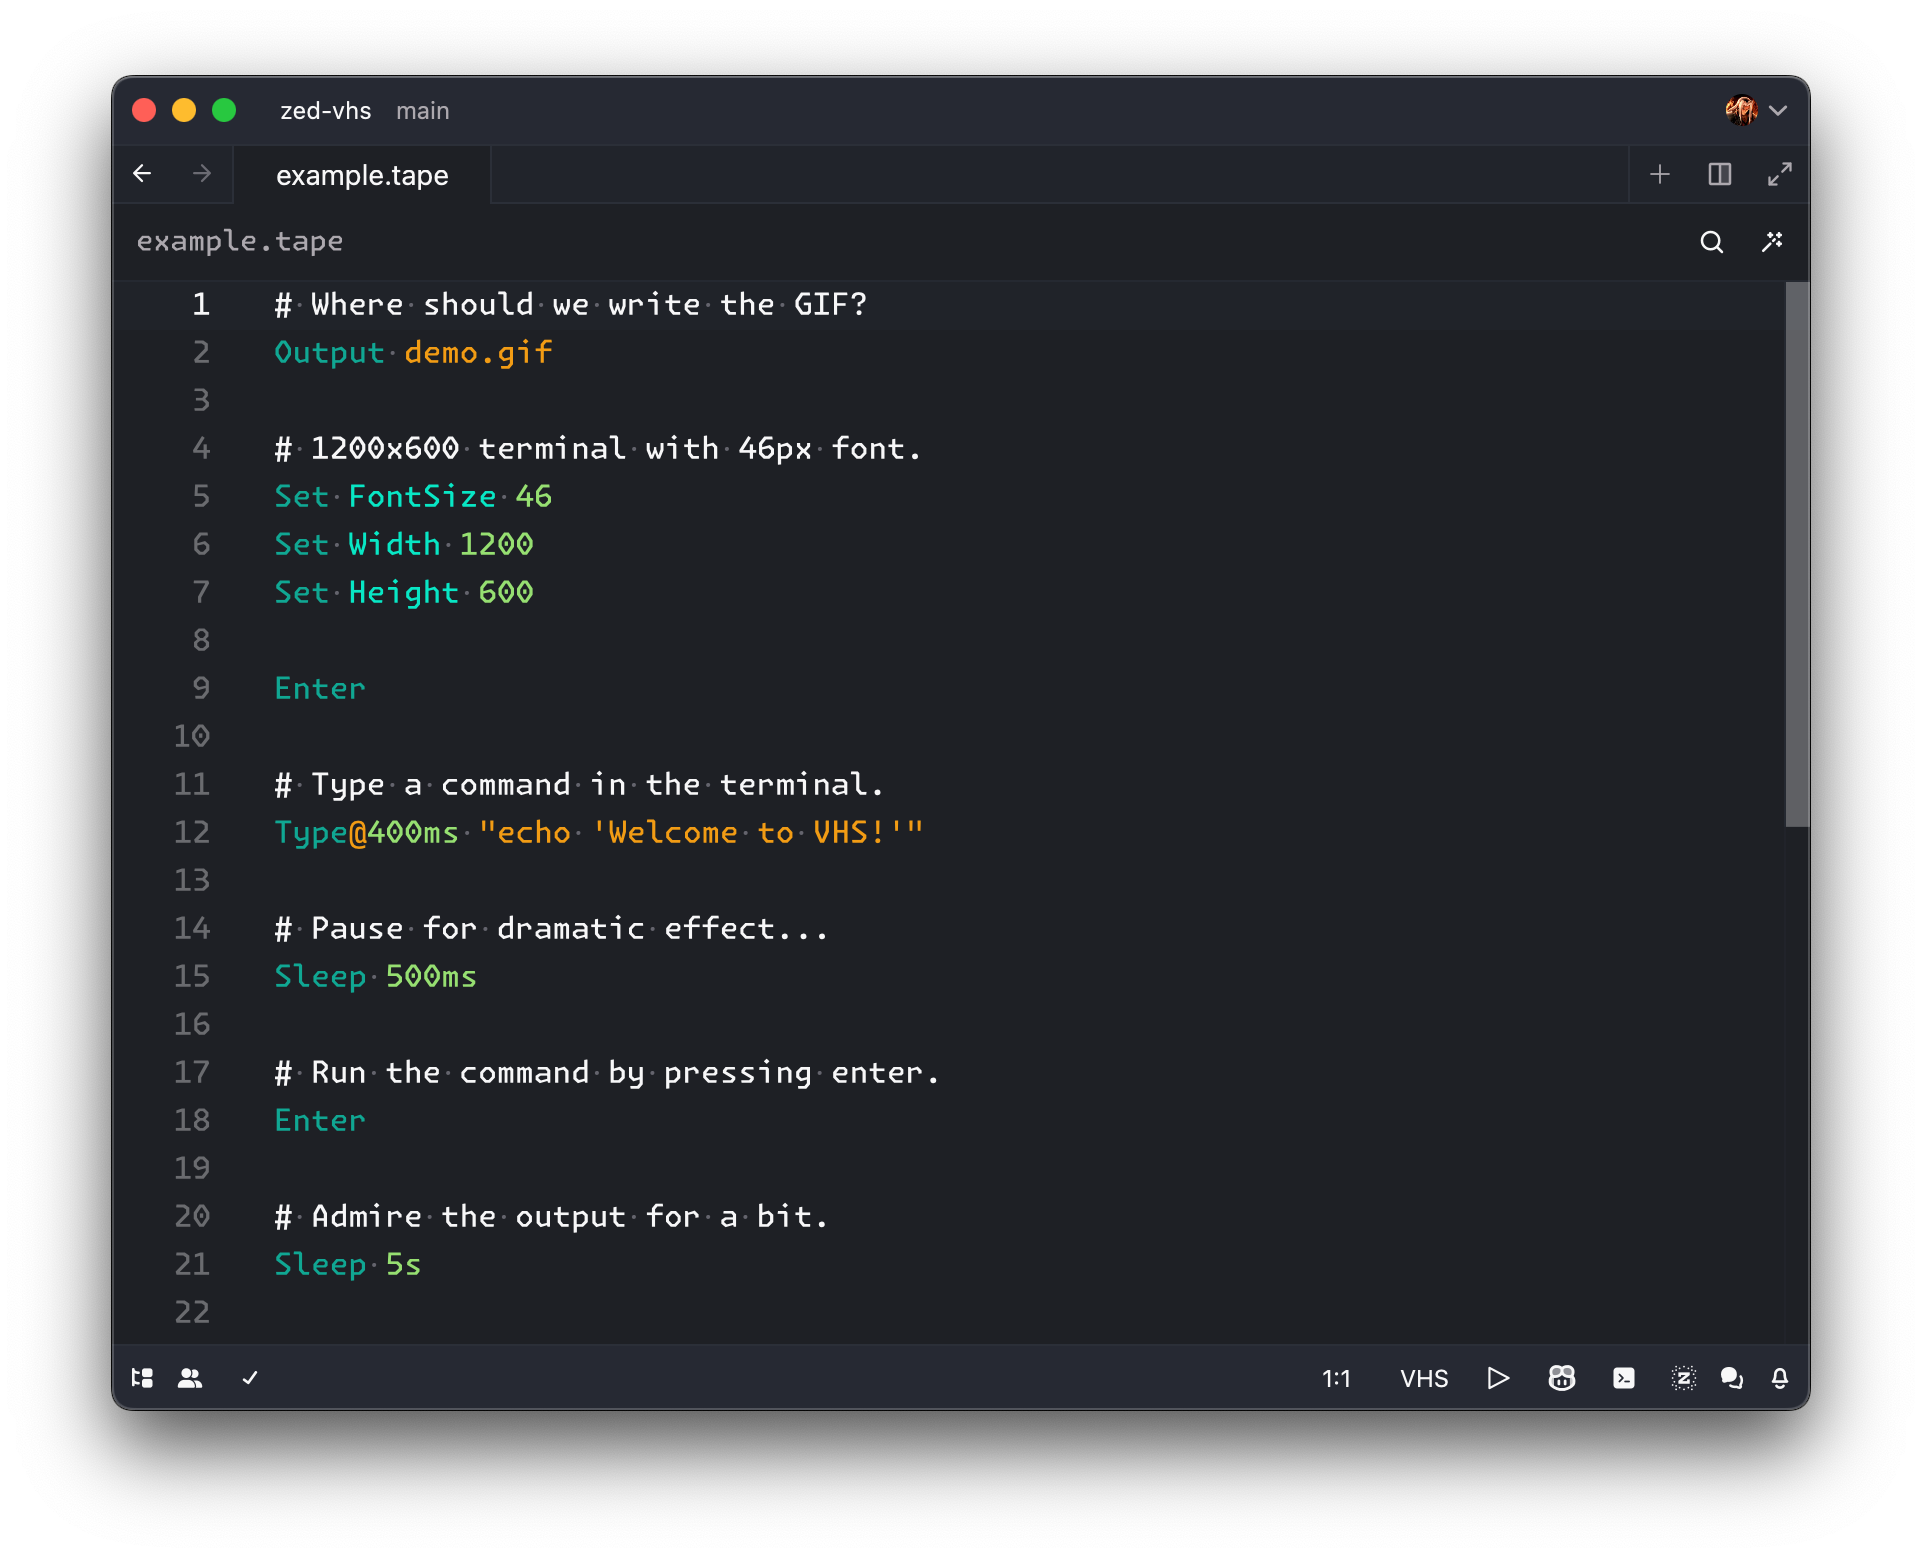 zed-vhs main
example.tape
example.tape
1 # Where should we write the GIF?
2 Output demo.gif
3
4 # 1200x600 terminal with 46px font.
5 Set FontSize 46
6 Set Width 1200
7 Set Height 600
8
9 Enter
10
11 # Type a command in the terminal.
12 Type@400ms "echo 'Welcome to VHS!'"
13
14 # Pause for dramatic effect...
15 Sleep 500ms
16
17 # Run the command by pressing enter.
18 Enter
19
20 # Admire the output for a bit.
21 Sleep 5s
22
1:1 VHS